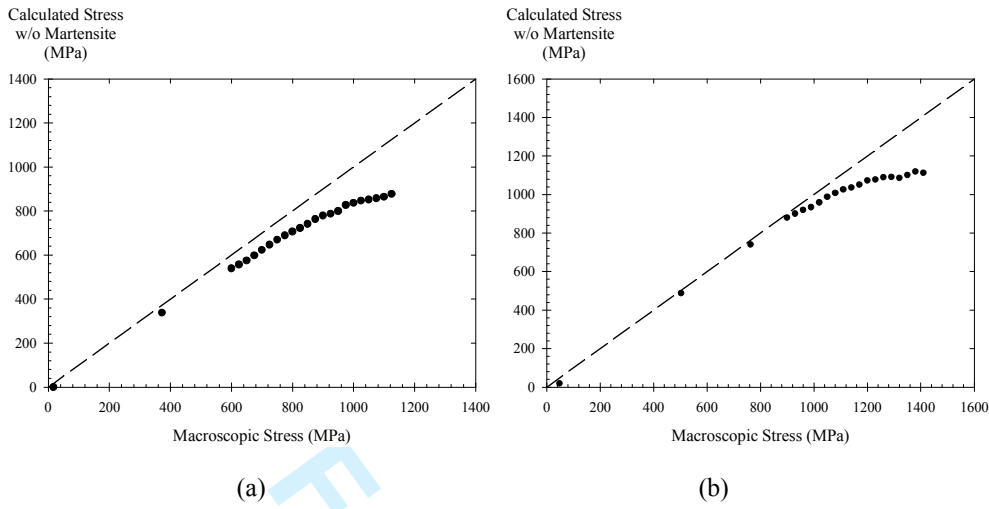 Calculated Stress
w/o Martensite
(MPa)
1400
1200
1000
800
600
400
200
0
0 200 400 600 800 1000 1200 1400
Macroscopic Stress (MPa)
(a)
Calculated Stress
w/o Martensite
(MPa)
1600
1400
1200
1000
800
600
400
200
0
0 200 400 600 800 1000 1200 1400 1600
Macroscopic Stress (MPa)
(b)
F